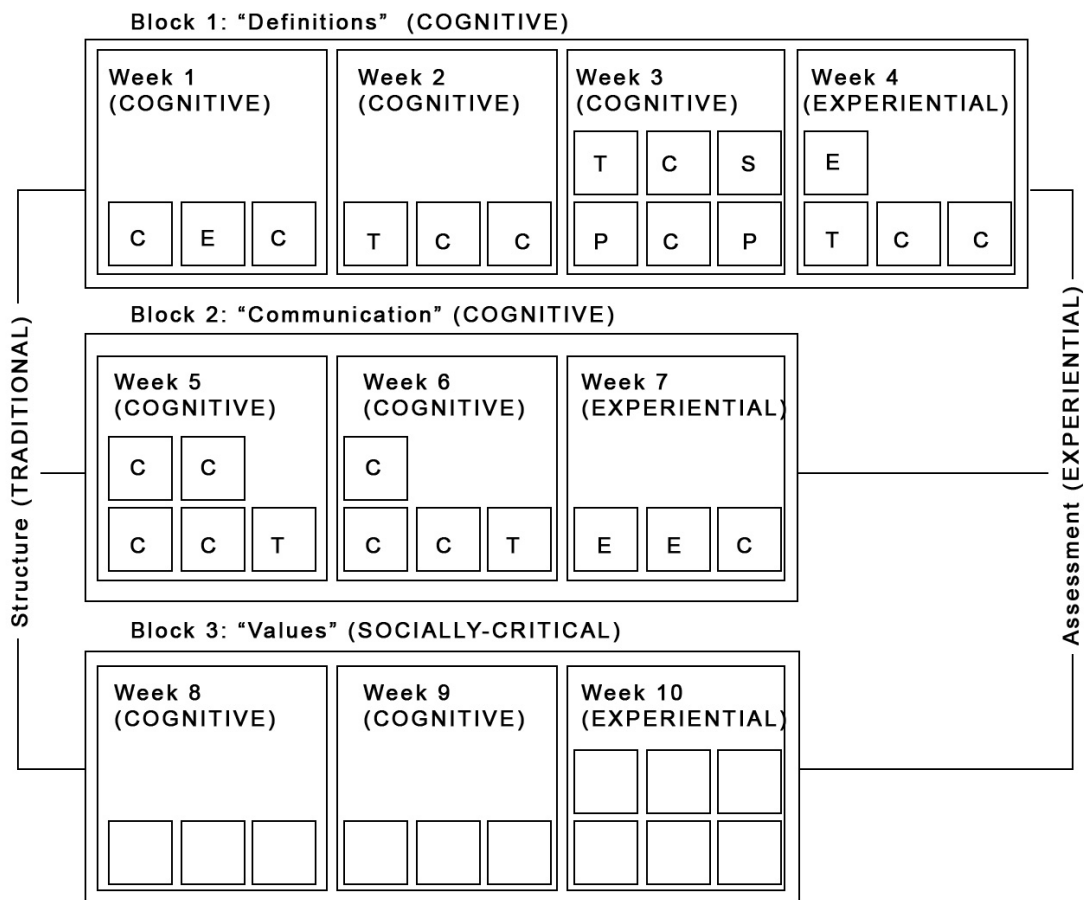 Block 1: “Definitions” (COGNITIVE)
Week 1
(COGNITIVE)
C E C
Week 2
(COGNITIVE)
T C C
Week 3
(COGNITIVE)
T C S
P C P
Week 4
(EXPERIENTIAL)
E
T C C
Block 2: “Communication” (COGNITIVE)
Week 5
(COGNITIVE)
C C
C C T
Week 6
(COGNITIVE)
C
C C T
Week 7
(EXPERIENTIAL)
E E C
Block 3: “Values” (SOCIALLY-CRITICAL)
Week 8
(COGNITIVE)
Week 9
(COGNITIVE)
Week 10
(EXPERIENTIAL)
Structure (TRADITIONAL)
Assessment (EXPERIENTIAL)